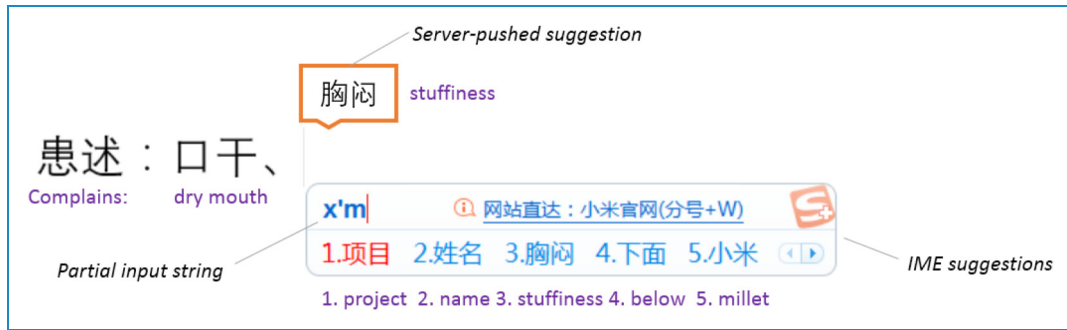 Server-pushed suggestion
胸闷 stuffiness
患述：口干、
Complains: dry mouth
x'm 网站直达：小米官网(分号+W)
1.项目 2.姓名 3.胸闷 4.下面 5.小米
Partial input string
IME suggestions
1. project 2. name 3. stuffiness 4. below 5. millet